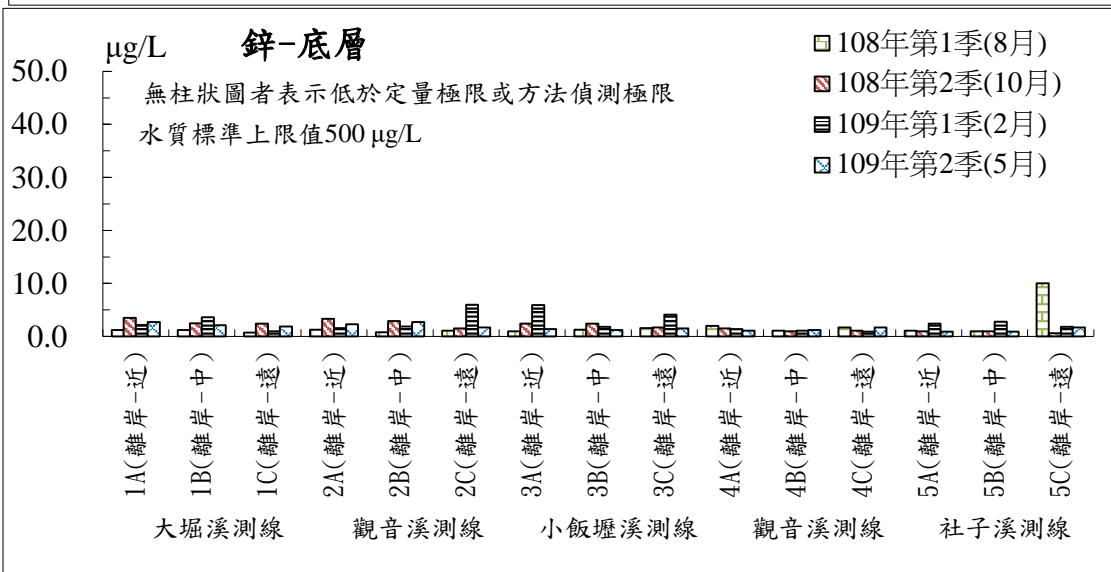 μg/L 鋅-底層
108年第1季(8月)
108年第2季(10月)
109年第1季(2月)
109年第2季(5月)
無柱狀圖者表示低於定量極限或方法偵測極限
水質標準上限值500 μg/L
50.0
40.0
30.0
20.0
10.0
0.0
1A(離岸-近)
1B(離岸-中)
1C(離岸-遠)
2A(離岸-近)
2B(離岸-中)
2C(離岸-遠)
3A(離岸-近)
3B(離岸-中)
3C(離岸-遠)
4A(離岸-近)
4B(離岸-中)
4C(離岸-遠)
5A(離岸-近)
5B(離岸-中)
5C(離岸-遠)
大堀溪測線 觀音溪測線 小飯壢溪測線 觀音溪測線 社子溪測線